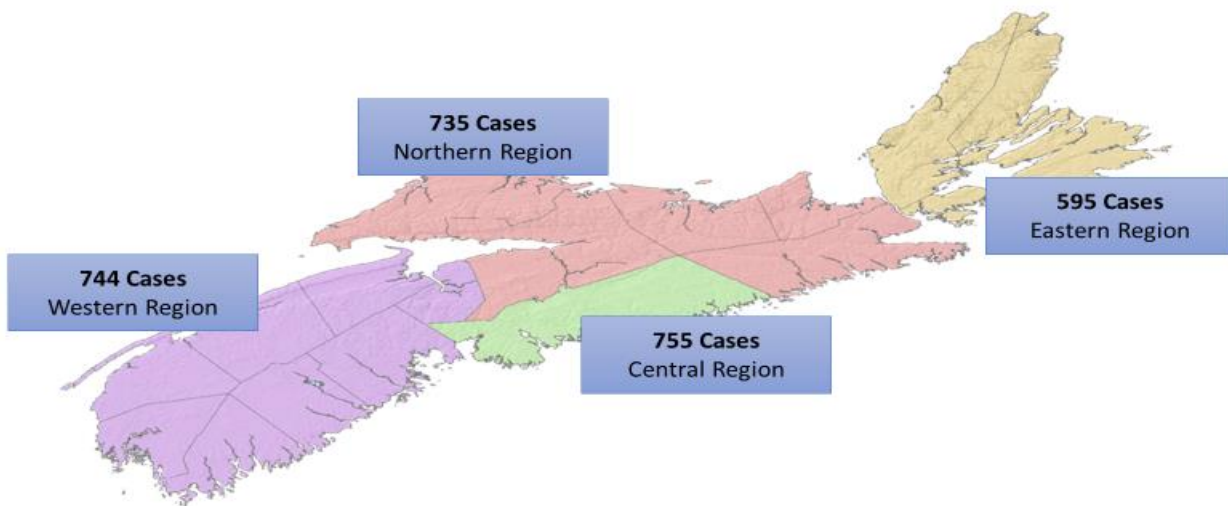 735 Cases
Northern Region
595 Cases
Eastern Region
744 Cases
Western Region
755 Cases
Central Region